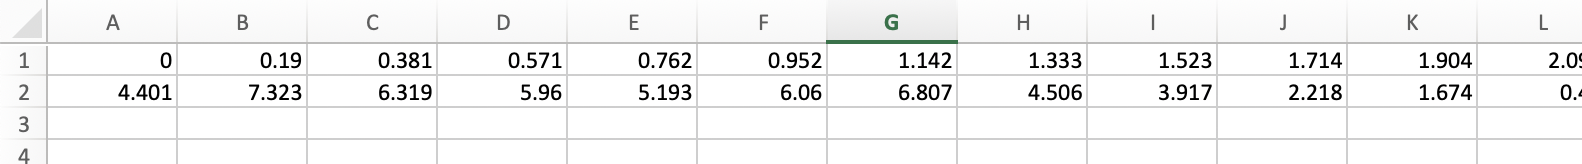 A B C D E F G H I J K L
1 0 0.19 0.381 0.571 0.762 0.952 1.142 1.333 1.523 1.714 1.904
2 4.401 7.323 6.319 5.96 5.193 6.06 6.807 4.506 3.917 2.218 1.674
3
4